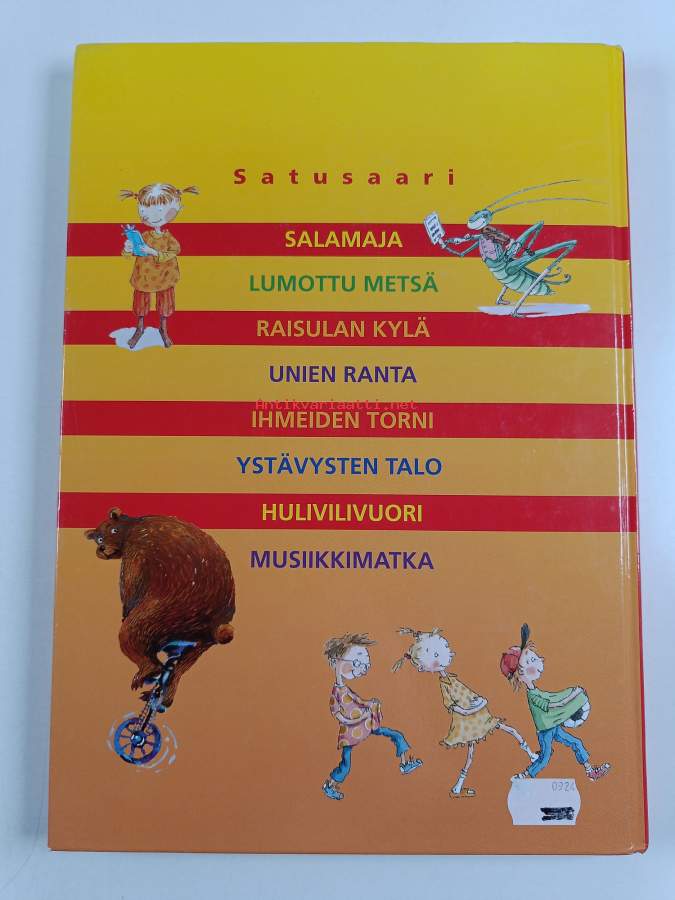 Satusaari
SALAMAJA
LUMOTTU METSÄ
RAISULAN KYLÄ
UNIEN RANTA
Antikvariaatti.net
IHMEIDEN TORNI
YSTÄVYSTEN TALO
HULIVILIVUORI
MUSIIKKIMATKA
0924